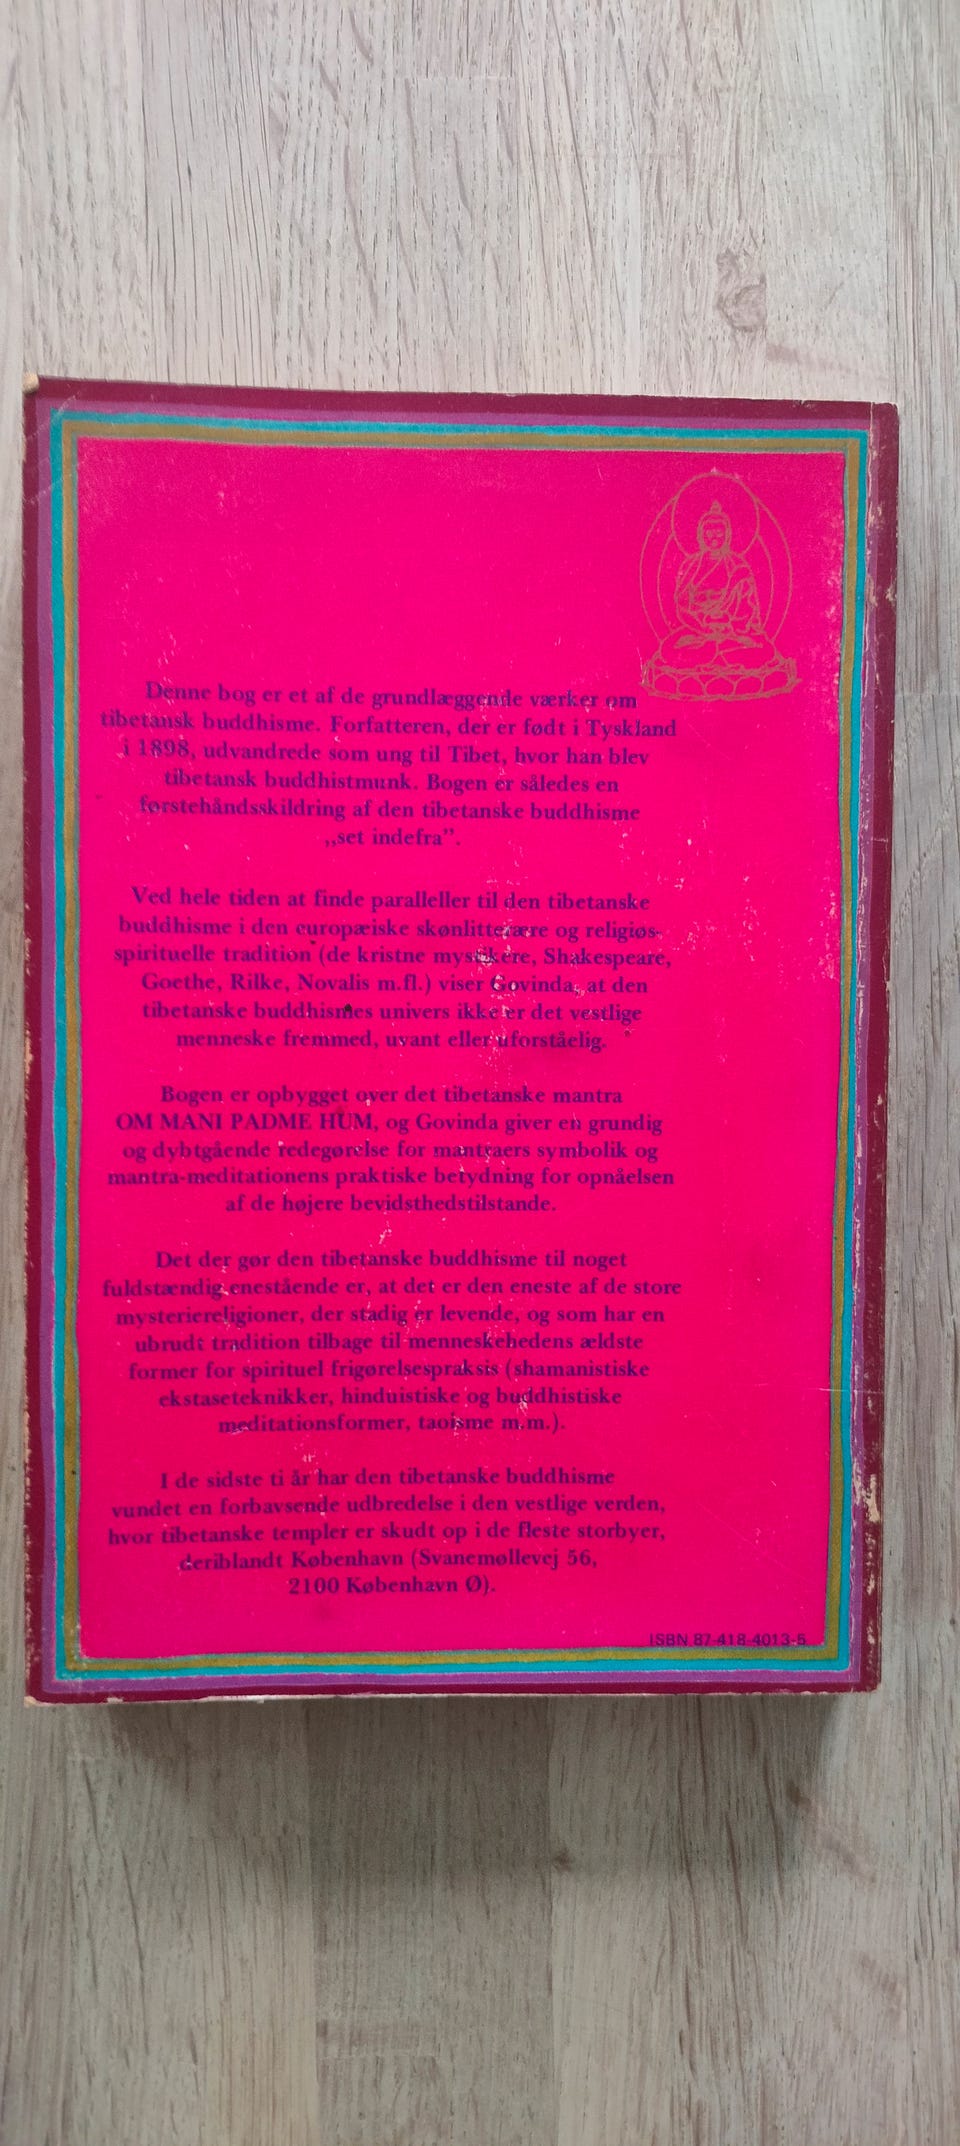 Denne bog er et af de grundlæggende værker om
tibetansk buddhisme. Forfatteren, der er født i Tyskland
i 1898, udvandrede som ung til Tibet, hvor han blev
tibetansk buddhistmunk. Bogen er således en
førstehåndsskildring af den tibetanske buddhisme
„set indefra”.
Ved hele tiden at finde paralleller til den tibetanske
buddhisme i den europæiske skønlitterære og religiøs-
spirituelle tradition (de kristne mystikere, Shakespeare,
Goethe, Rilke, Novalis m.fl.) viser Govinda, at den
tibetanske buddhismes univers ikke er det vestlige
menneske fremmed, uvant eller uforståelig.
Bogen er opbygget over det tibetanske mantra
OM MANI PADME HUM, og Govinda giver en grundig
og dybtgående redegørelse for mantraers symbolik og
mantra-meditationens praktiske betydning for opnåelsen
af de højere bevidsthedstilstande.
Det der gør den tibetanske buddhisme til noget
fuldstændig enestående er, at det er den eneste af de store
mysteriereligioner, der stadig er levende, og som har en
ubrudt tradition tilbage til menneskehedens ældste
former for spirituel frigørelsespraksis (shamanistiske
ekstaseteknikker, hinduistiske og buddhistiske
meditationsformer, taoisme m.m.).
I de sidste ti år har den tibetanske buddhisme
vundet en forbavsende udbredelse i den vestlige verden,
hvor tibetanske templer er skudt op i de fleste storbyer,
deriblandt København (Svanemøllevej 56,
2100 København Ø).
ISBN 87-418-4013-5